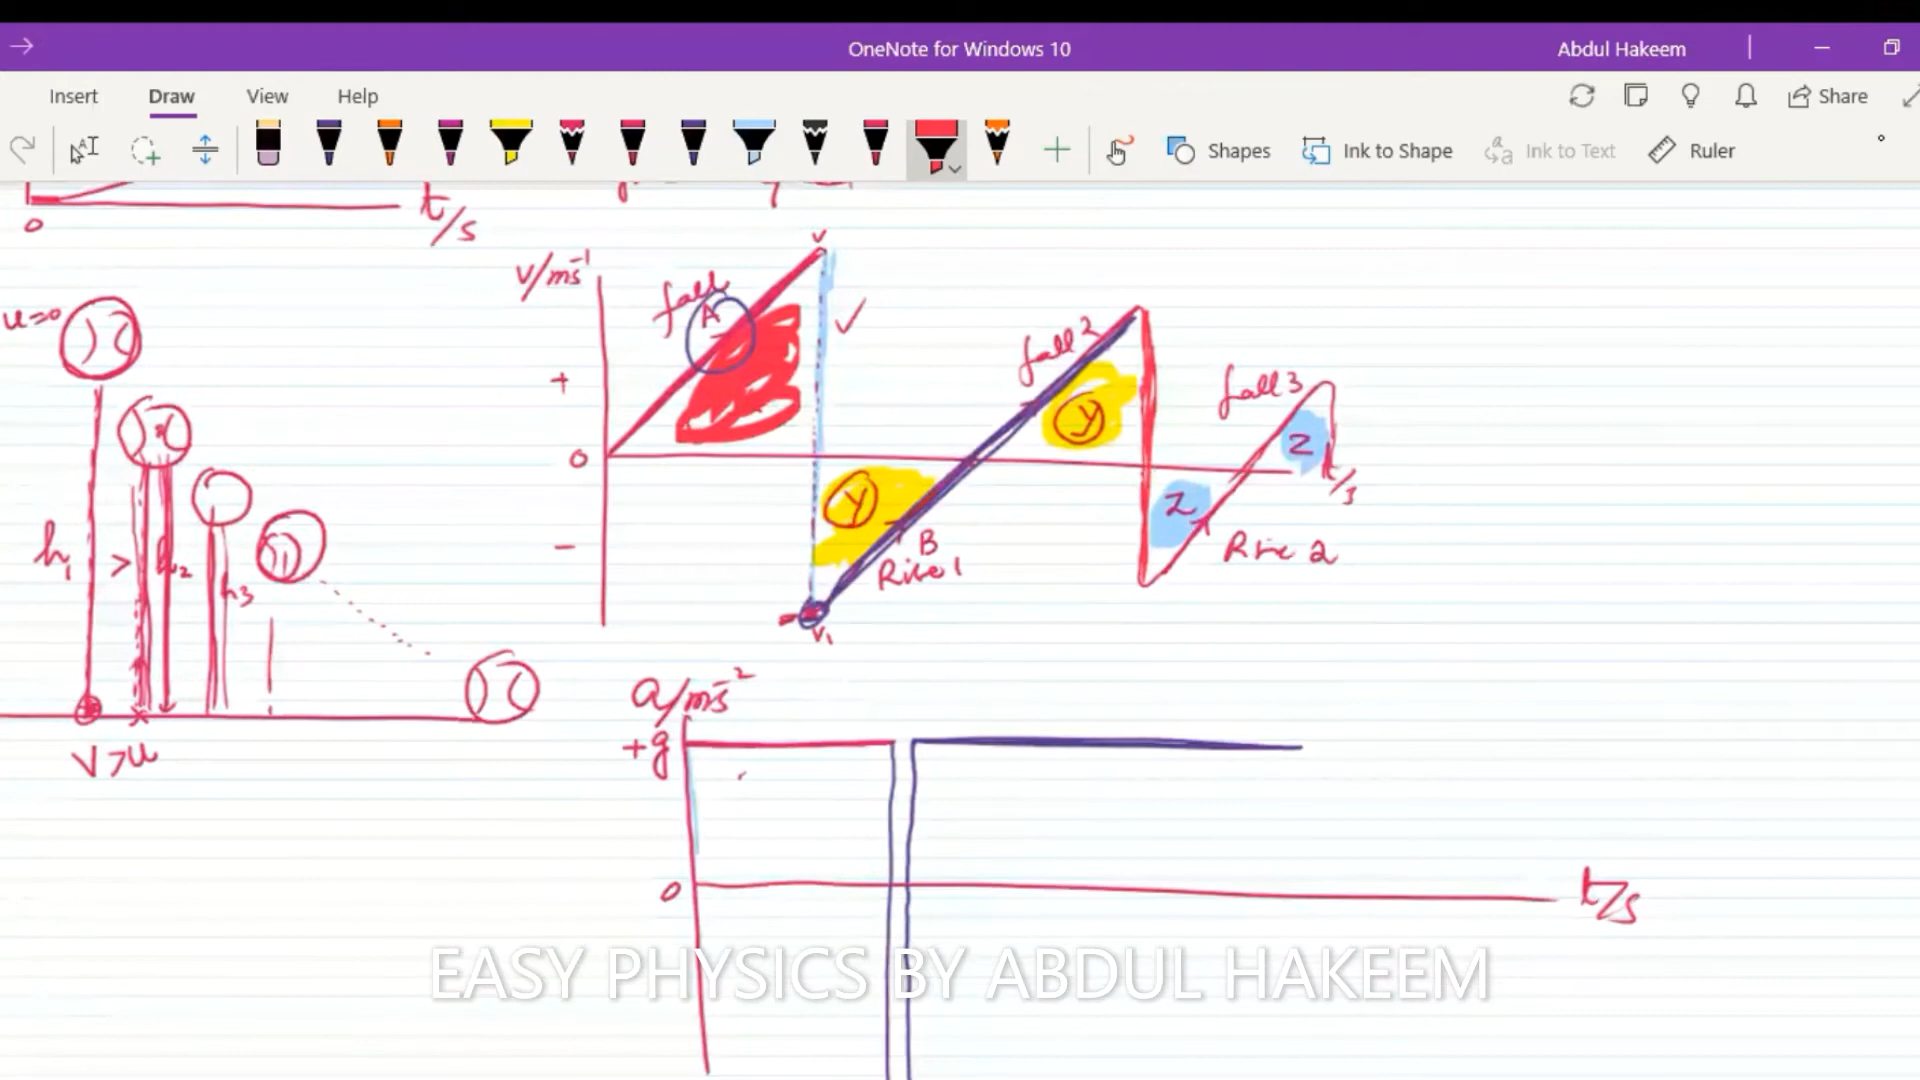 OneNote for Windows 10
Abdul Hakeem
Insert Draw View Help
Share
Shapes
Ink to Shape
Ink to Text
Ruler
0
t/s
V/ms⁻¹
v
u=0
fall
A
+
0
-
fall 2
y
fall 3
Z
t/s
y
B
Rise 1
Z
Rise 2
V₁
h₁ > h₂
h₃
V>u
a/ms⁻²
+g
0
t/s
EASY PHYSICS BY ABDUL HAKEEM